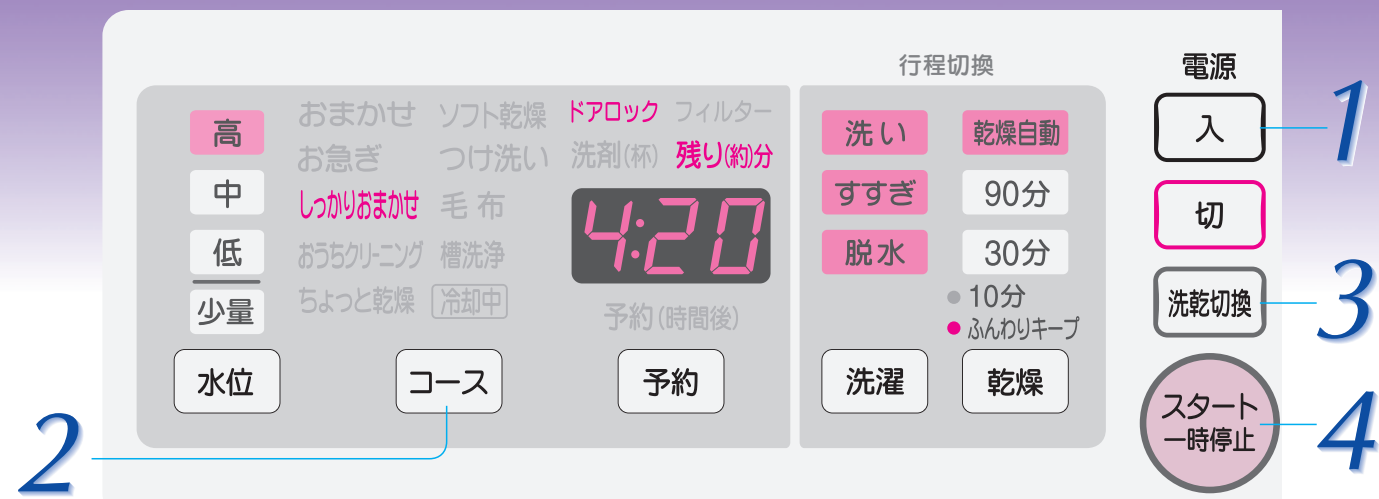 行程切換
電源
高
おまかせ
ソフト乾燥
ドアロック
フィルター
洗い
乾燥自動
入
1
お急ぎ
つけ洗い
洗剤(杯)
残り(約)分
中
しっかりおまかせ
毛布
4:20
すすぎ
90分
切
低
おうちクリーニング
槽洗浄
脱水
30分
少量
ちょっと乾燥
冷却中
予約(時間後)
10分
ふんわりキープ
洗乾切換
3
水位
コース
予約
洗濯
乾燥
スタート
一時停止
4
2